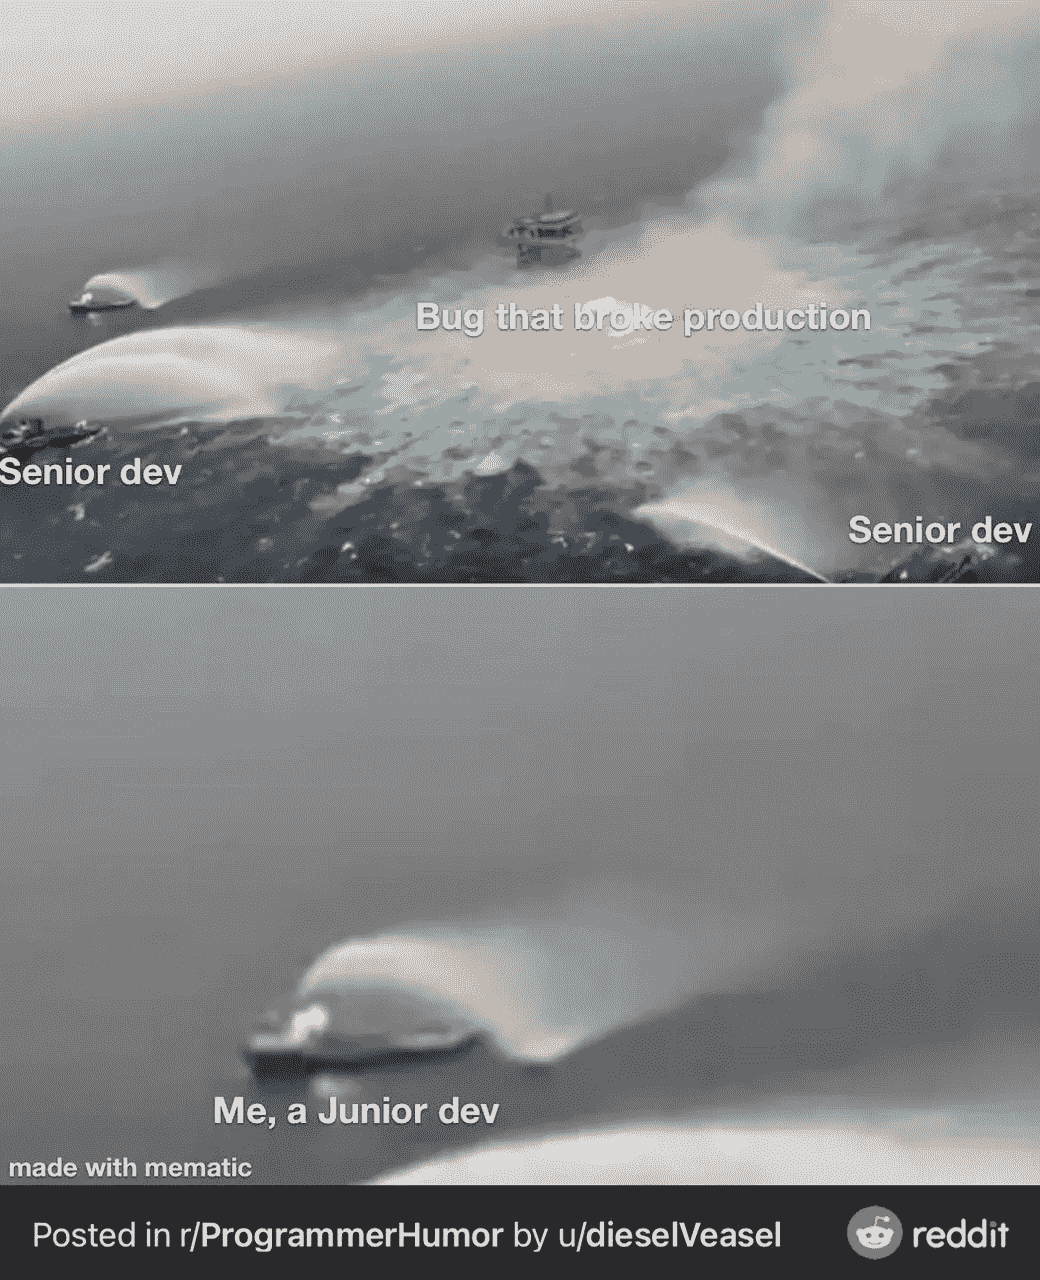 Bug that broke production
Senior dev
Senior dev
Me, a Junior dev
made with mematic
Posted in r/ProgrammerHumor by u/dieselVeasel
reddit